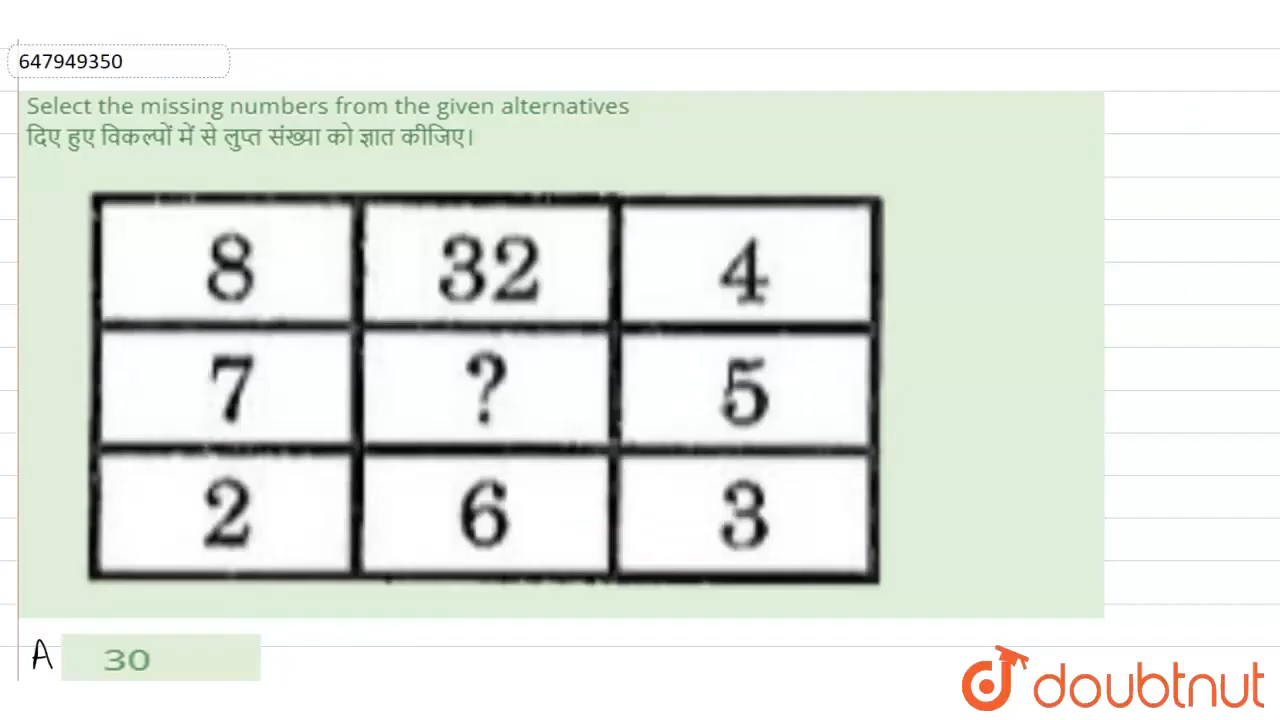 647949350
Select the missing numbers from the given alternatives
दिए हुए विकल्पों में से लुप्त संख्या को ज्ञात कीजिए।
8 32 4
7 ? 5
2 6 3
A 30
doubtnut